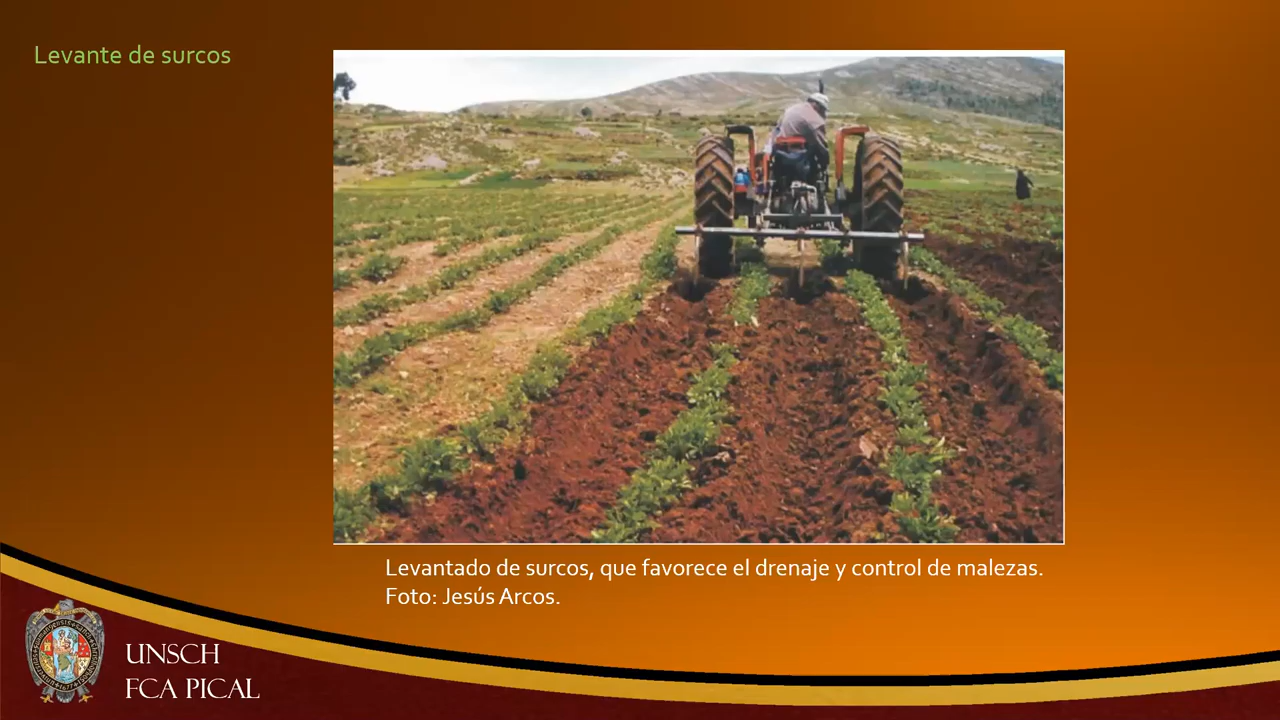 Levante de surcos
Levantado de surcos, que favorece el drenaje y control de malezas.
Foto: Jesús Arcos.
UNSCH
FCA PICAL